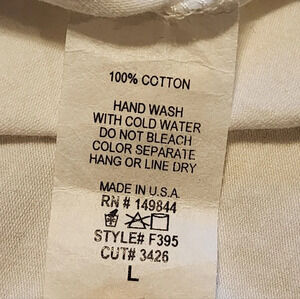 100% COTTON
HAND WASH
WITH COLD WATER
DO NOT BLEACH
COLOR SEPARATE
HANG OR LINE DRY
MADE IN U.S.A.
RN # 149844
STYLE# F395
CUT# 3426
L